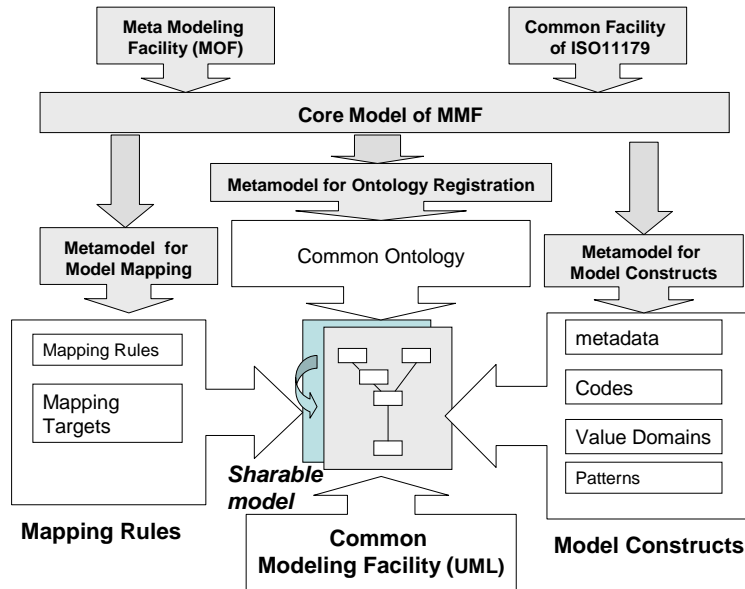 Meta Modeling
Facility (MOF)
Common Facility
of ISO11179
Core Model of MMF
Metamodel for Ontology Registration
Metamodel for
Model Mapping
Common Ontology
Metamodel for
Model Constructs
Mapping Rules
Mapping
Targets
metadata
Codes
Value Domains
Patterns
Sharable
model
Mapping Rules
Common
Modeling Facility (UML)
Model Constructs